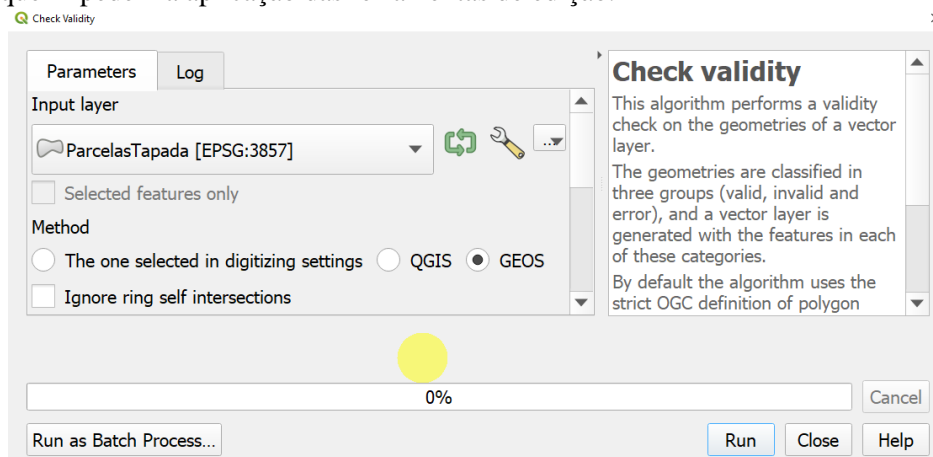 Check Validity
Parameters
Log
Input layer
ParcelasTapada [EPSG:3857]
Selected features only
Method
The one selected in digitizing settings
QGIS
GEOS
Ignore ring self intersections
Check validity
This algorithm performs a validity
check on the geometries of a vector
layer.
The geometries are classified in
three groups (valid, invalid and
error), and a vector layer is
generated with the features in each
of these categories.
By default the algorithm uses the
strict OGC definition of polygon
0%
Cancel
Run as Batch Process...
Run
Close
Help